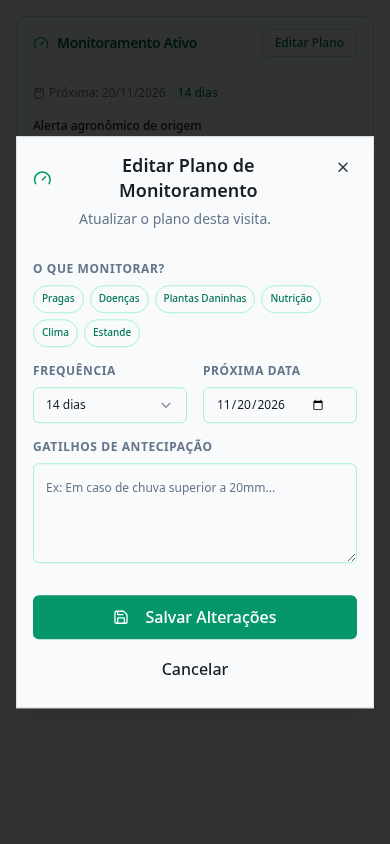 Monitoramento Ativo
Editar Plano
Próxima: 20/11/2026 14 dias
Alerta agronômico de origem
Editar Plano de
Monitoramento
Atualizar o plano desta visita.
O QUE MONITORAR?
Pragas
Doenças
Plantas Daninhas
Nutrição
Clima
Estande
FREQUÊNCIA
PRÓXIMA DATA
14 dias
11/20/2026
GATILHOS DE ANTECIPAÇÃO
Ex: Em caso de chuva superior a 20mm...
Salvar Alterações
Cancelar